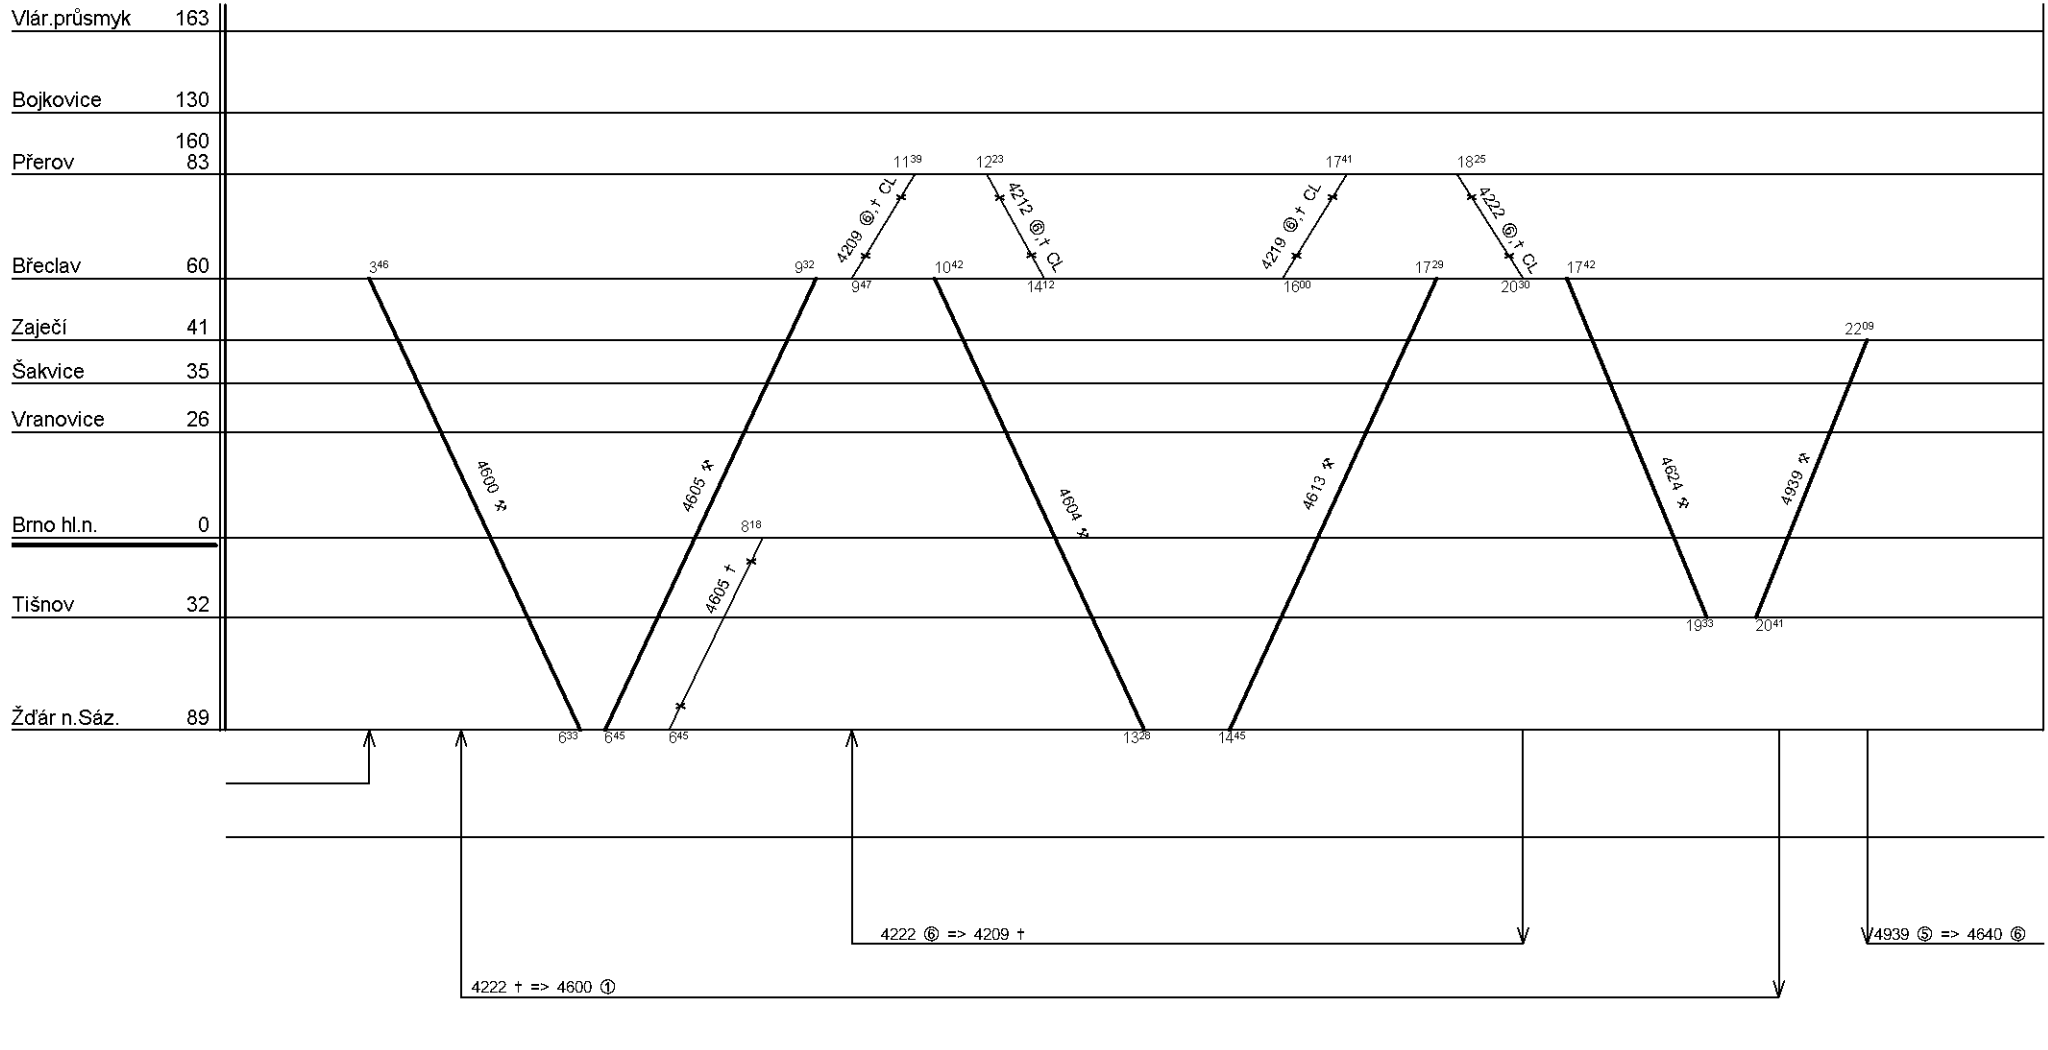 Vlár.průsmyk 163
Bojkovice 130
160
Přerov 83
11³⁹ 12²³ 17⁴¹ 18²⁵
4209 ⑥,† CL
4212 ⑥,† CL
4219 ⑥,† CL
4222 ⑥,† CL
Břeclav 60
3⁴⁶ 9³² 10⁴² 17²⁹ 17⁴²
9⁴⁷ 14¹² 16⁰⁰ 20³⁰
Zaječí 41
22⁰⁹
Šakvice 35
Vranovice 26
4600 ⚒
4605 ⚒
4604 ⚒
4613 ⚒
4624 ⚒
4939 ⚒
Brno hl.n. 0
8¹⁸
4605 †
Tišnov 32
19³³ 20⁴¹
Žďár n.Sáz. 89
6³³ 6⁴⁵ 6⁴⁵ 13²⁸ 14⁴⁵
4222 ⑥ => 4209 †
4939 ⑤ => 4640 ⑥
4222 † => 4600 ①